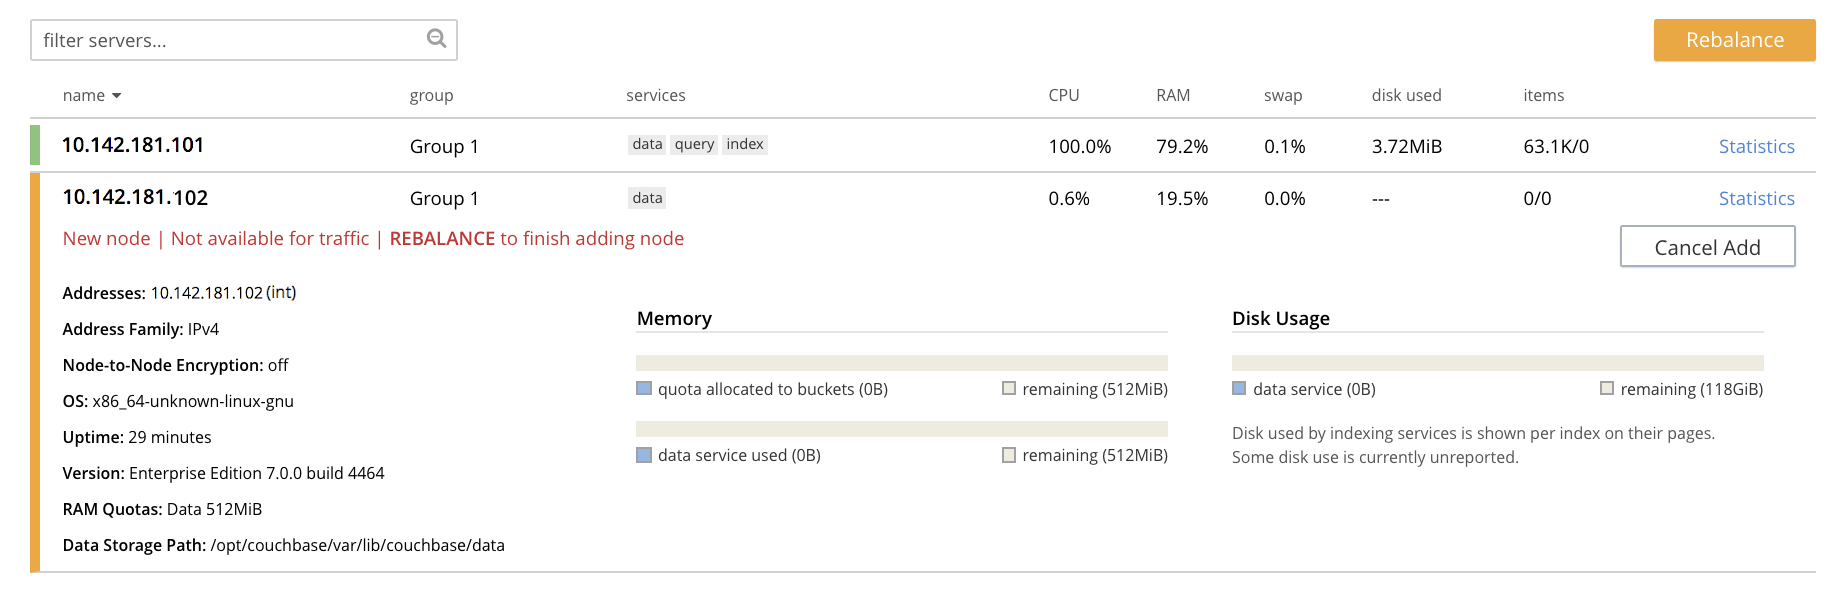 filter servers...
Rebalance
name group services CPU RAM swap disk used items
10.142.181.101 Group 1 data query index 100.0% 79.2% 0.1% 3.72MiB 63.1K/0 Statistics
10.142.181.102 Group 1 data 0.6% 19.5% 0.0% --- 0/0 Statistics
New node | Not available for traffic | REBALANCE to finish adding node
Cancel Add
Addresses: 10.142.181.102 (int)
Address Family: IPv4
Node-to-Node Encryption: off
OS: x86_64-unknown-linux-gnu
Uptime: 29 minutes
Version: Enterprise Edition 7.0.0 build 4464
RAM Quotas: Data 512MiB
Data Storage Path: /opt/couchbase/var/lib/couchbase/data
Memory
quota allocated to buckets (0B) remaining (512MiB)
data service used (0B) remaining (512MiB)
Disk Usage
data service (0B) remaining (118GiB)
Disk used by indexing services is shown per index on their pages.
Some disk use is currently unreported.